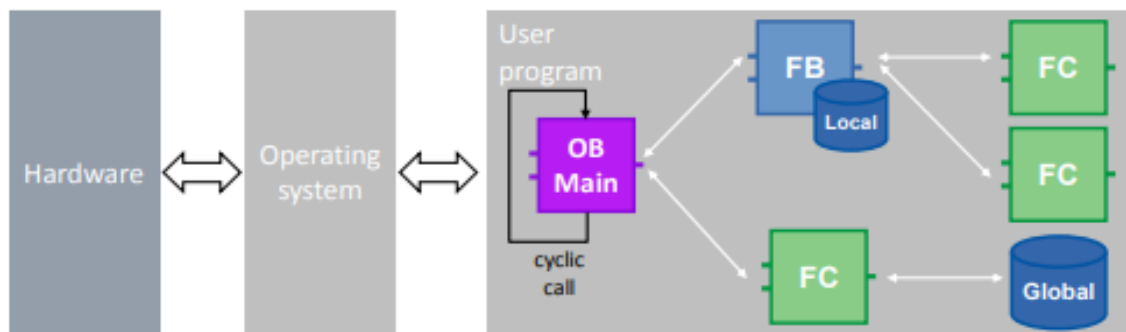 Hardware
Operating
system
User
program
OB
Main
cyclic
call
FB
Local
FC
FC
FC
Global